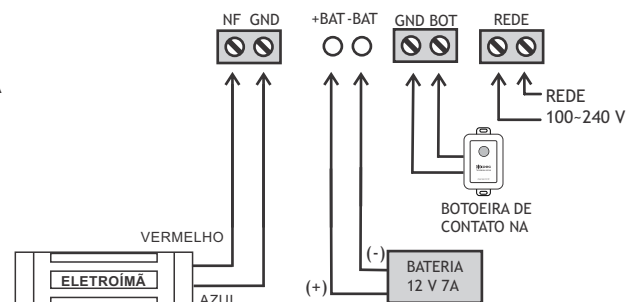 NF GND
+BAT -BAT
GND BOT
REDE
REDE
100~240 V
BOTOEIRA DE
CONTATO NA
VERMELHO
(-)
BATERIA
12 V 7A
ELETROÍMÃ
(+)
AZUL